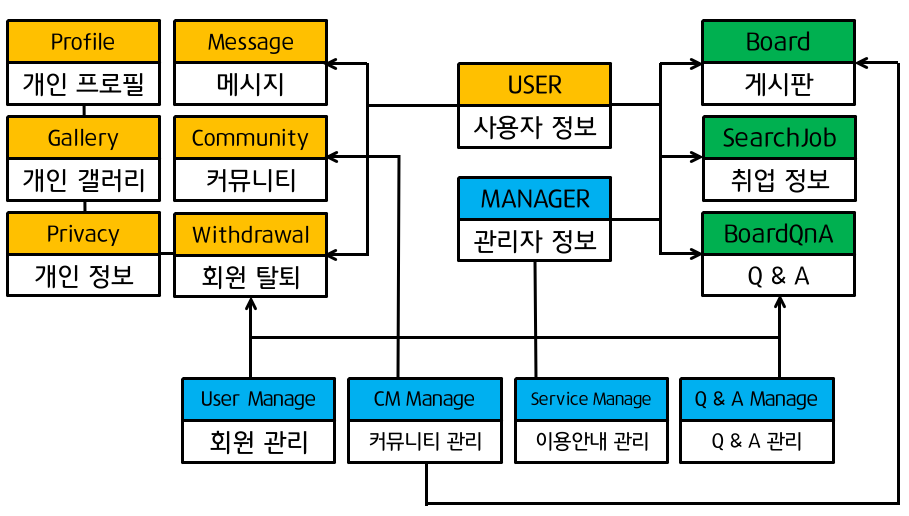 Profile
개인 프로필
Message
메시지
USER
사용자 정보
Board
게시판
Gallery
개인 갤러리
Community
커뮤니티
SearchJob
취업 정보
MANAGER
관리자 정보
Privacy
개인 정보
Withdrawal
회원 탈퇴
BoardQnA
Q & A
User Manage
회원 관리
CM Manage
커뮤니티 관리
Service Manage
이용안내 관리
Q & A Manage
Q & A 관리